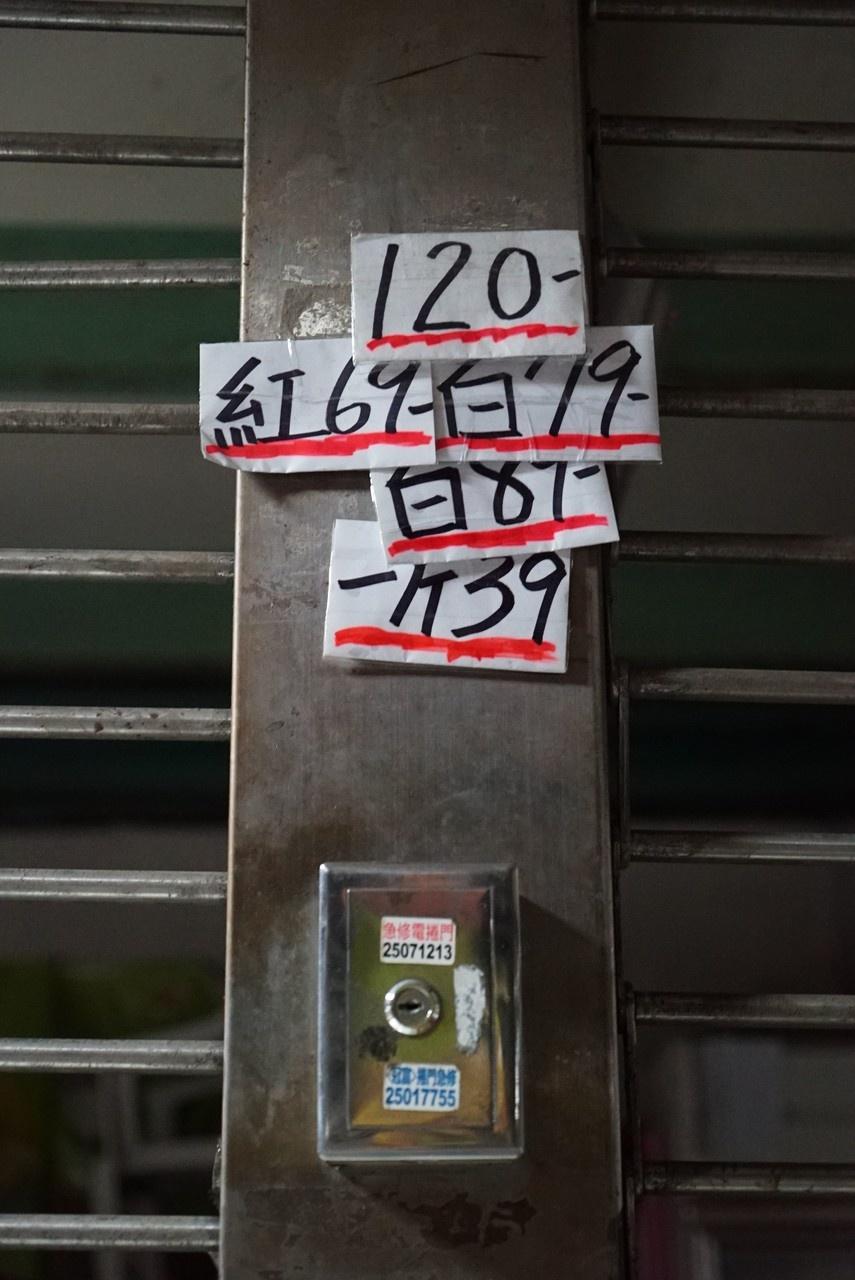 120-
紅69-
白79-
白89-
一斤39
急修電捲門
25071213
冠富 捲門急修
25017755